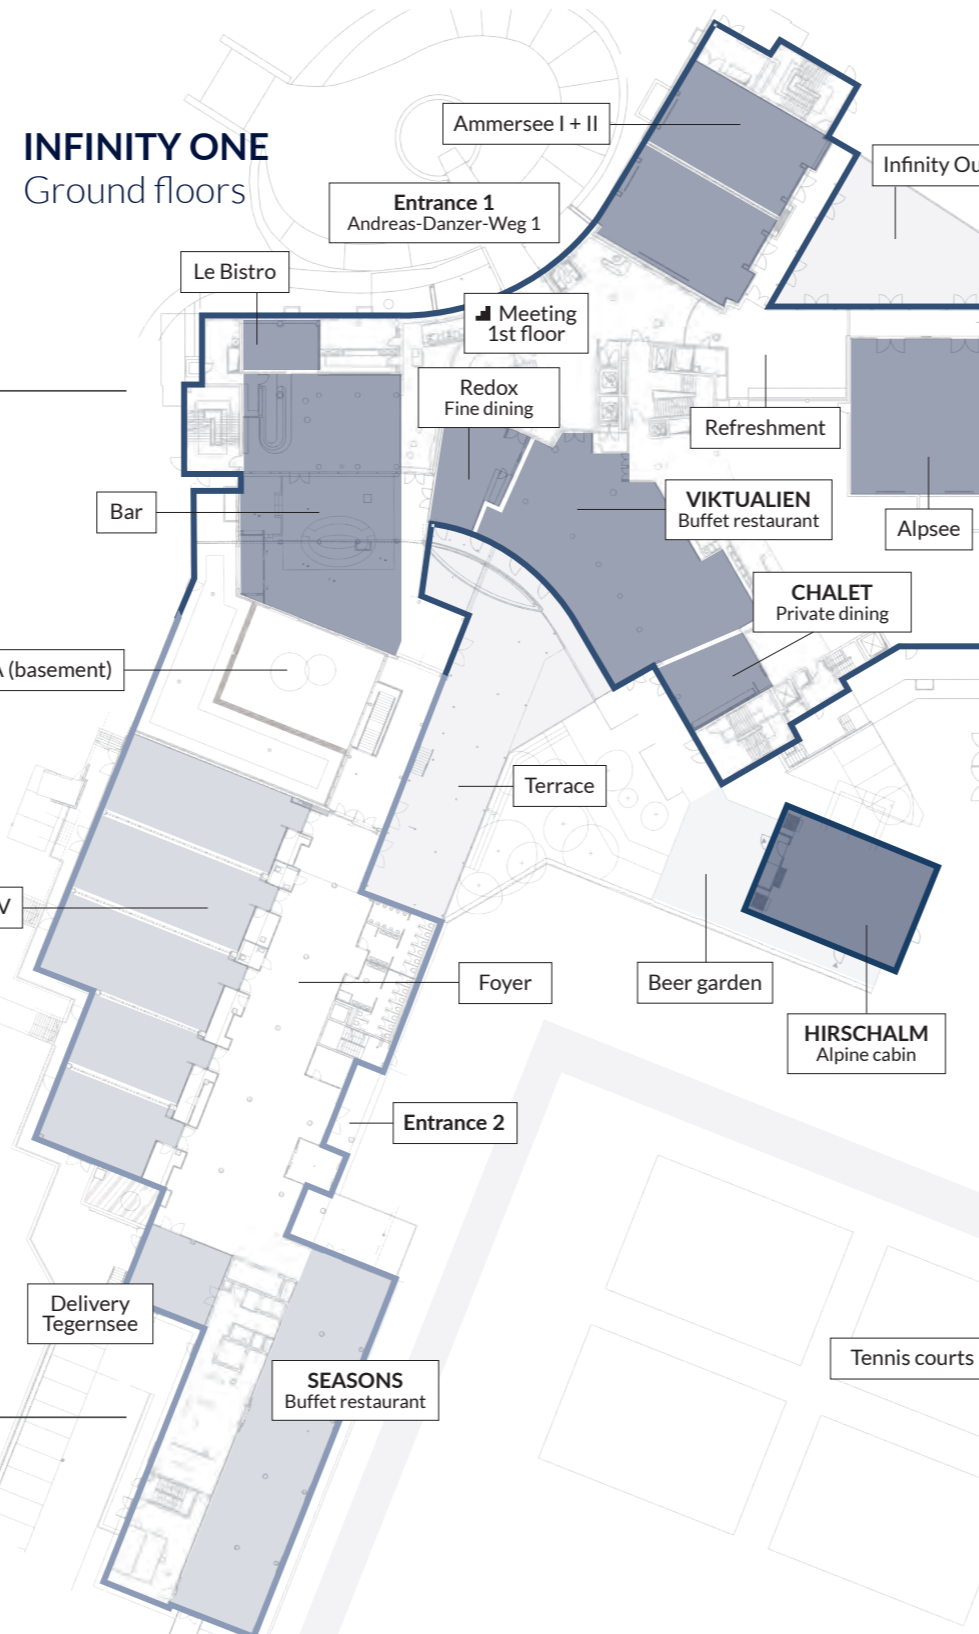 INFINITY ONE
Ground floors
Ammersee I + II
Infinity Ou
Entrance 1
Andreas-Danzer-Weg 1
Le Bistro
Meeting
1st floor
Redox
Fine dining
Refreshment
VIKTUALIEN
Buffet restaurant
Bar
Alpsee
CHALET
Private dining
A (basement)
Terrace
V
Foyer
Beer garden
HIRSCHALM
Alpine cabin
Entrance 2
Delivery
Tegernsee
Tennis courts
SEASONS
Buffet restaurant